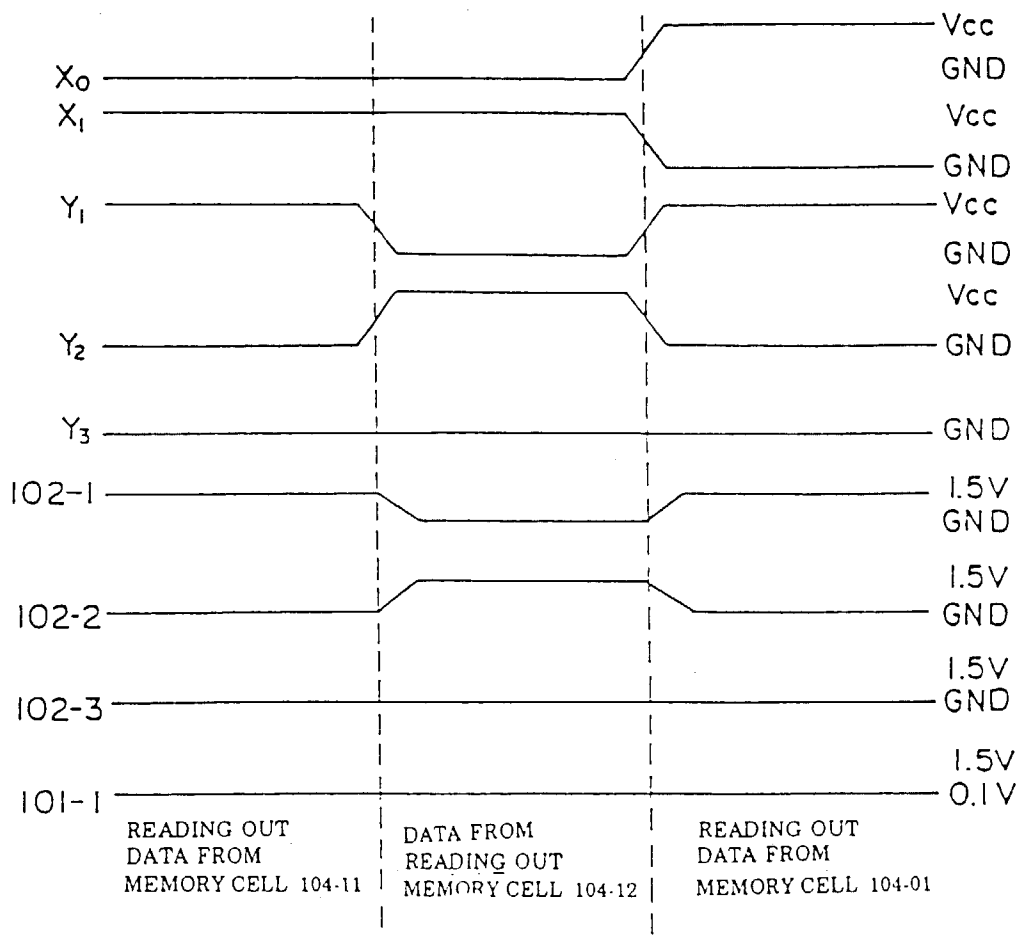 Vcc
X0 GND
X1 Vcc
GND
Y1 Vcc
GND
Vcc
Y2 GND
Y3 GND
102-1 1.5V
GND
1.5V
102-2 GND
1.5V
102-3 GND
1.5V
101-1 0.1V
READING OUT
DATA FROM
MEMORY CELL 104-11
DATA FROM
READING OUT
MEMORY CELL 104-12
READING OUT
DATA FROM
MEMORY CELL 104-01